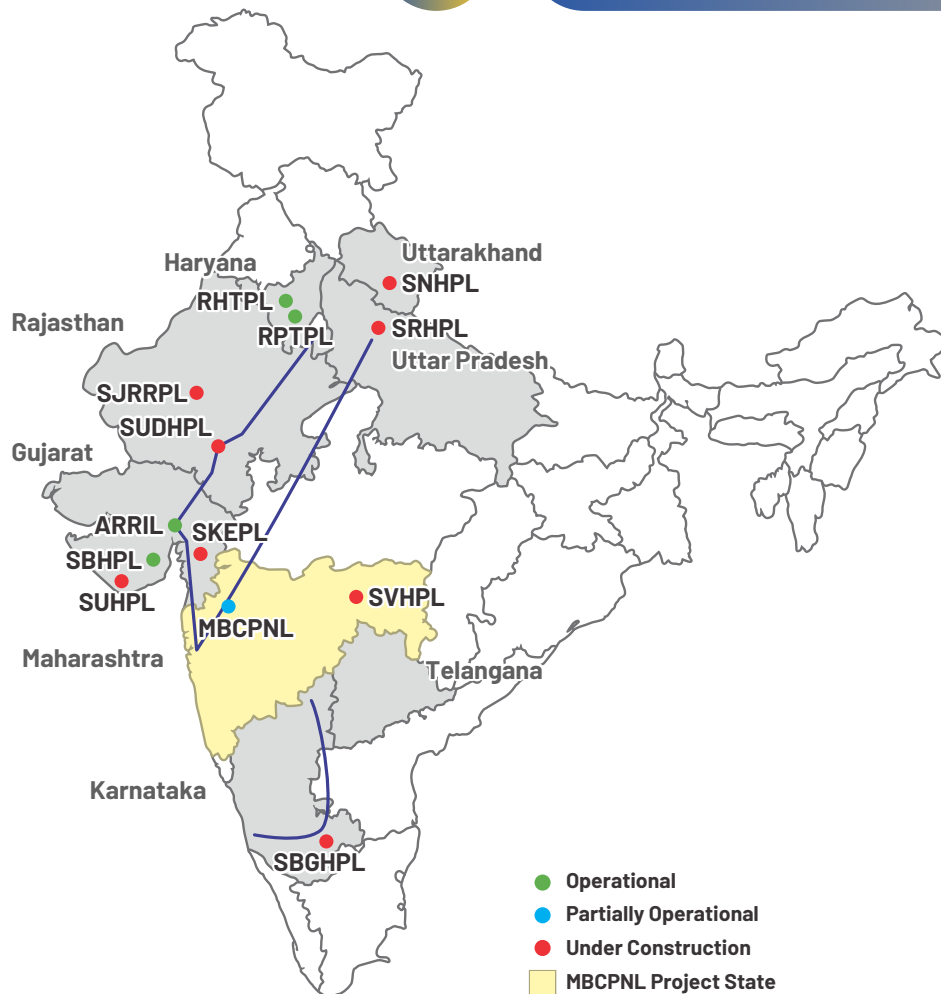 Uttarakhand
Haryana
SNHPL
RHTPL
Rajasthan
SRHPL
RPTPL
Uttar Pradesh
SJRRPL
SUDHPL
Gujarat
ARRIL
SKEPL
SBHPL
SUHPL
SVHPL
MBCPNL
Maharashtra
Telangana
Karnataka
SBGHPL
Operational
Partially Operational
Under Construction
MBCPNL Project State